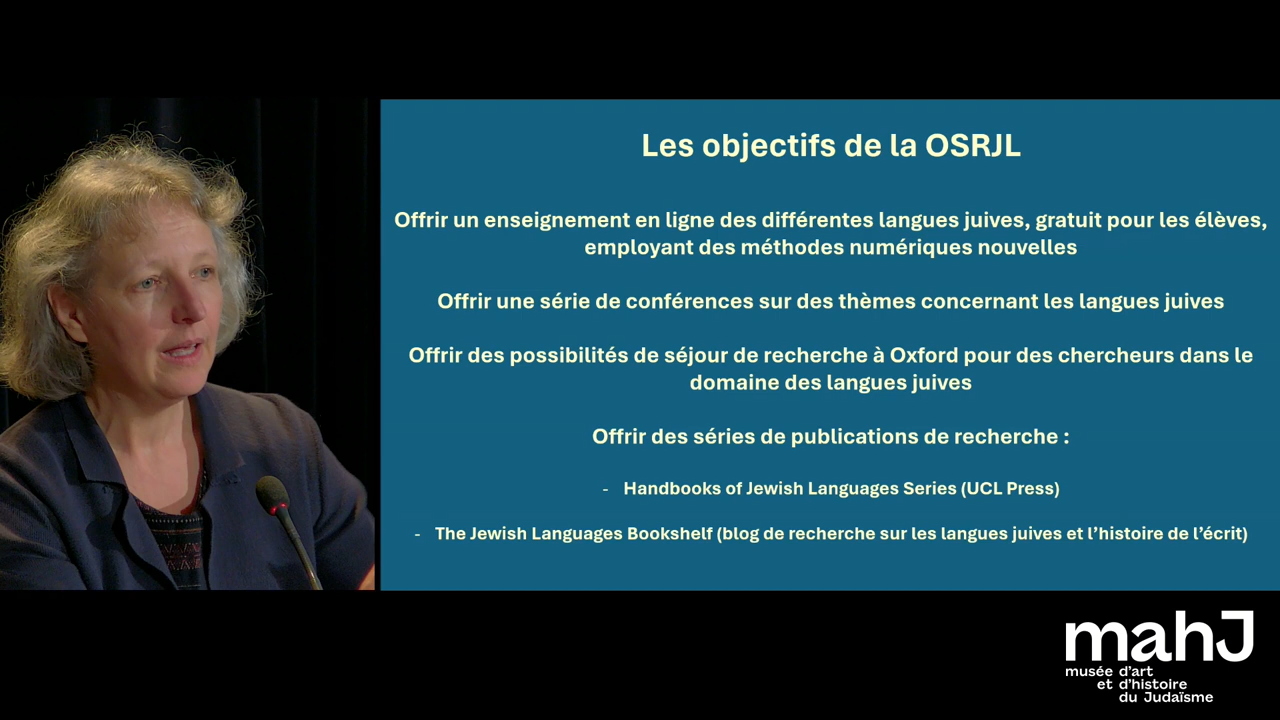 Les objectifs de la OSRJL
Offrir un enseignement en ligne des différentes langues juives, gratuit pour les élèves,
employant des méthodes numériques nouvelles
Offrir une série de conférences sur des thèmes concernant les langues juives
Offrir des possibilités de séjour de recherche à Oxford pour des chercheurs dans le
domaine des langues juives
Offrir des séries de publications de recherche :
- Handbooks of Jewish Languages Series (UCL Press)
- The Jewish Languages Bookshelf (blog de recherche sur les langues juives et l’histoire de l’écrit)
mahJ
musée d’art
et d’histoire
du Judaïsme